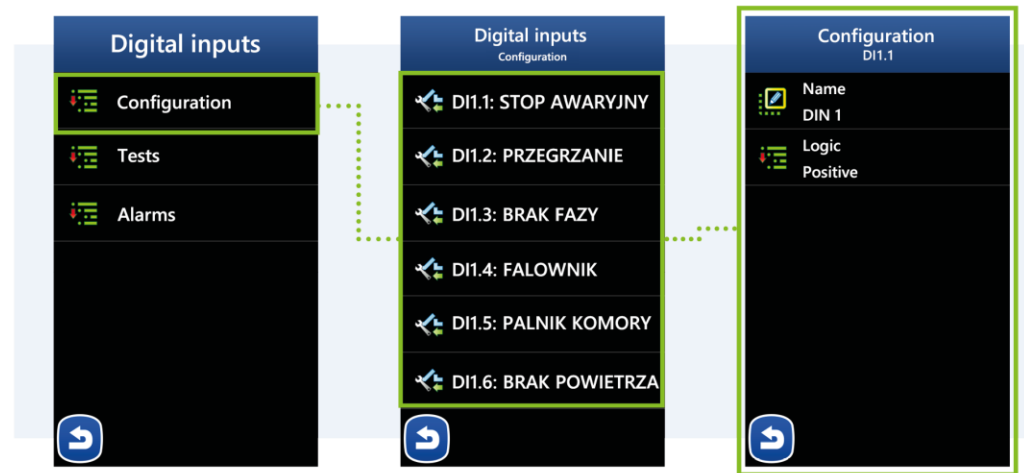 Digital inputs
Configuration
Tests
Alarms
Digital inputs
Configuration
DI1.1: STOP AWARYJNY
DI1.2: PRZEGRZANIE
DI1.3: BRAK FAZY
DI1.4: FALOWNIK
DI1.5: PALNIK KOMORY
DI1.6: BRAK POWIETRZA
Configuration
DI1.1
Name
DIN 1
Logic
Positive